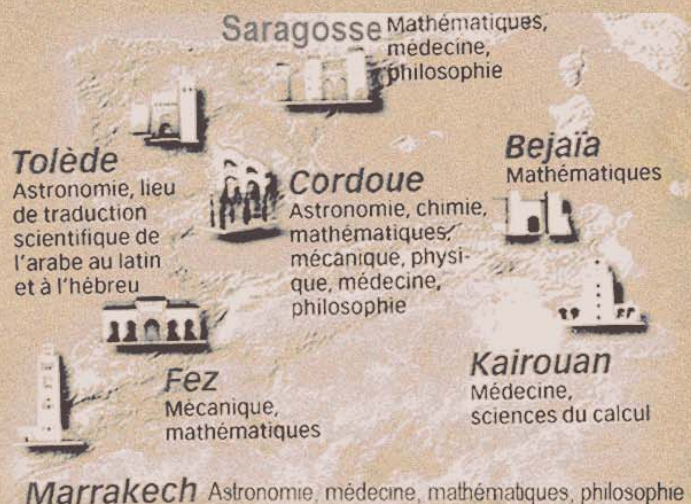 Saragosse
Mathématiques,
médecine,
philosophie
Tolède
Astronomie, lieu
de traduction
scientifique de
l'arabe au latin
et à l'hébreu
Cordoue
Astronomie, chimie,
mathématiques,
mécanique, physi-
que, médecine,
philosophie
Bejaïa
Mathématiques
Fez
Mécanique,
mathématiques
Kairouan
Médecine,
sciences du calcul
Marrakech Astronomie, médecine, mathématiques, philosophie